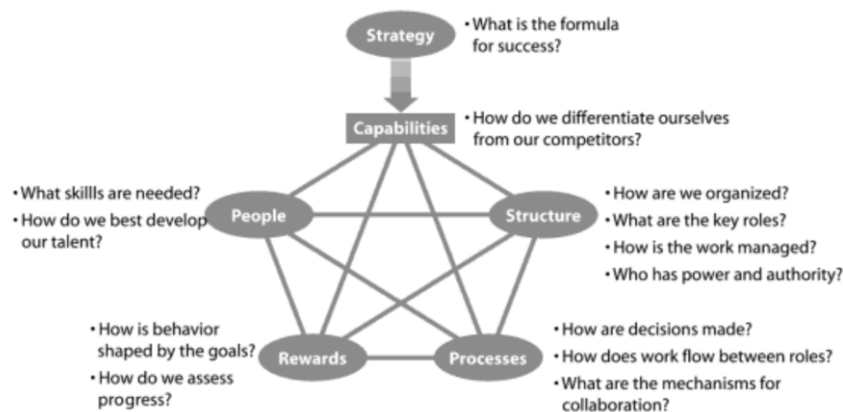 Strategy
• What is the formula
for success?
Capabilities
• How do we differentiate ourselves
from our competitors?
• What skillls are needed?
• How do we best develop
our talent?
People
Structure
• How are we organized?
• What are the key roles?
• How is the work managed?
• Who has power and authority?
• How is behavior
shaped by the goals?
• How do we assess
progress?
Rewards
Processes
• How are decisions made?
• How does work flow between roles?
• What are the mechanisms for
collaboration?